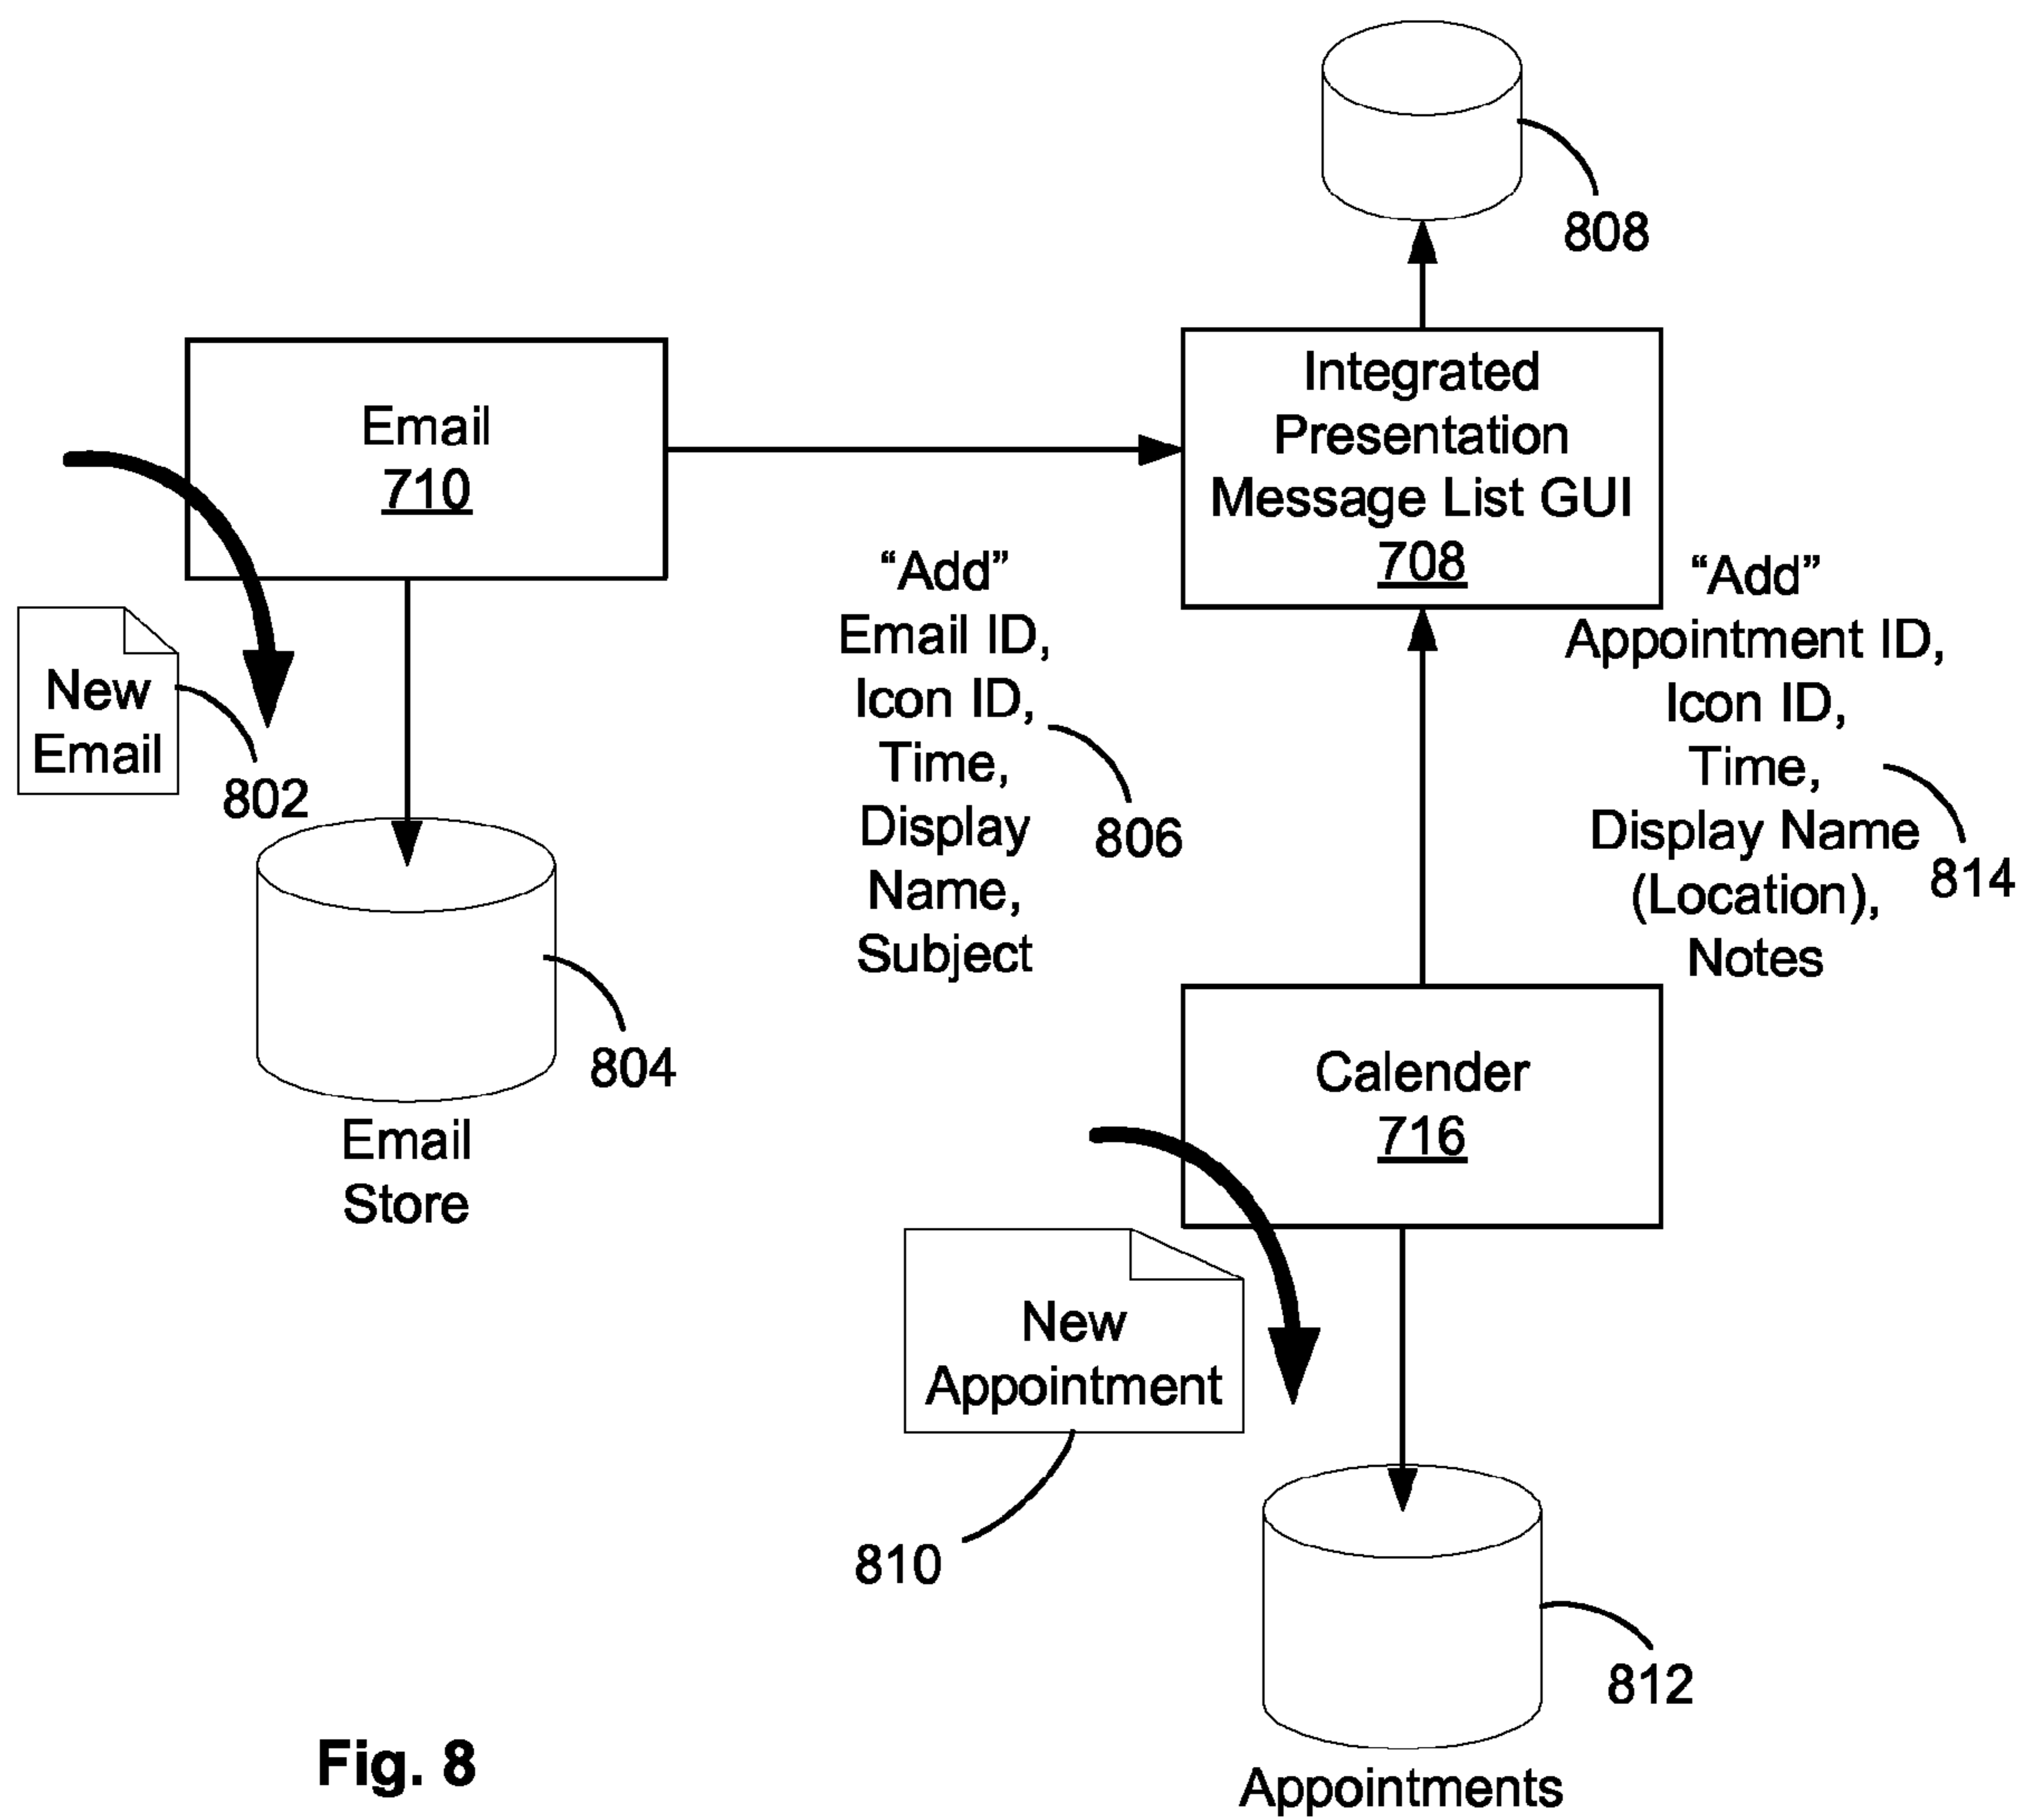 808
Email
710
Integrated
Presentation
Message List GUI
708
“Add”
Email ID,
Icon ID,
Time,
Display
Name,
Subject
806
“Add”
Appointment ID,
Icon ID,
Time,
Display Name
(Location),
Notes
814
New
Email
802
804
Email
Store
Calender
716
New
Appointment
810
812
Appointments
Fig. 8